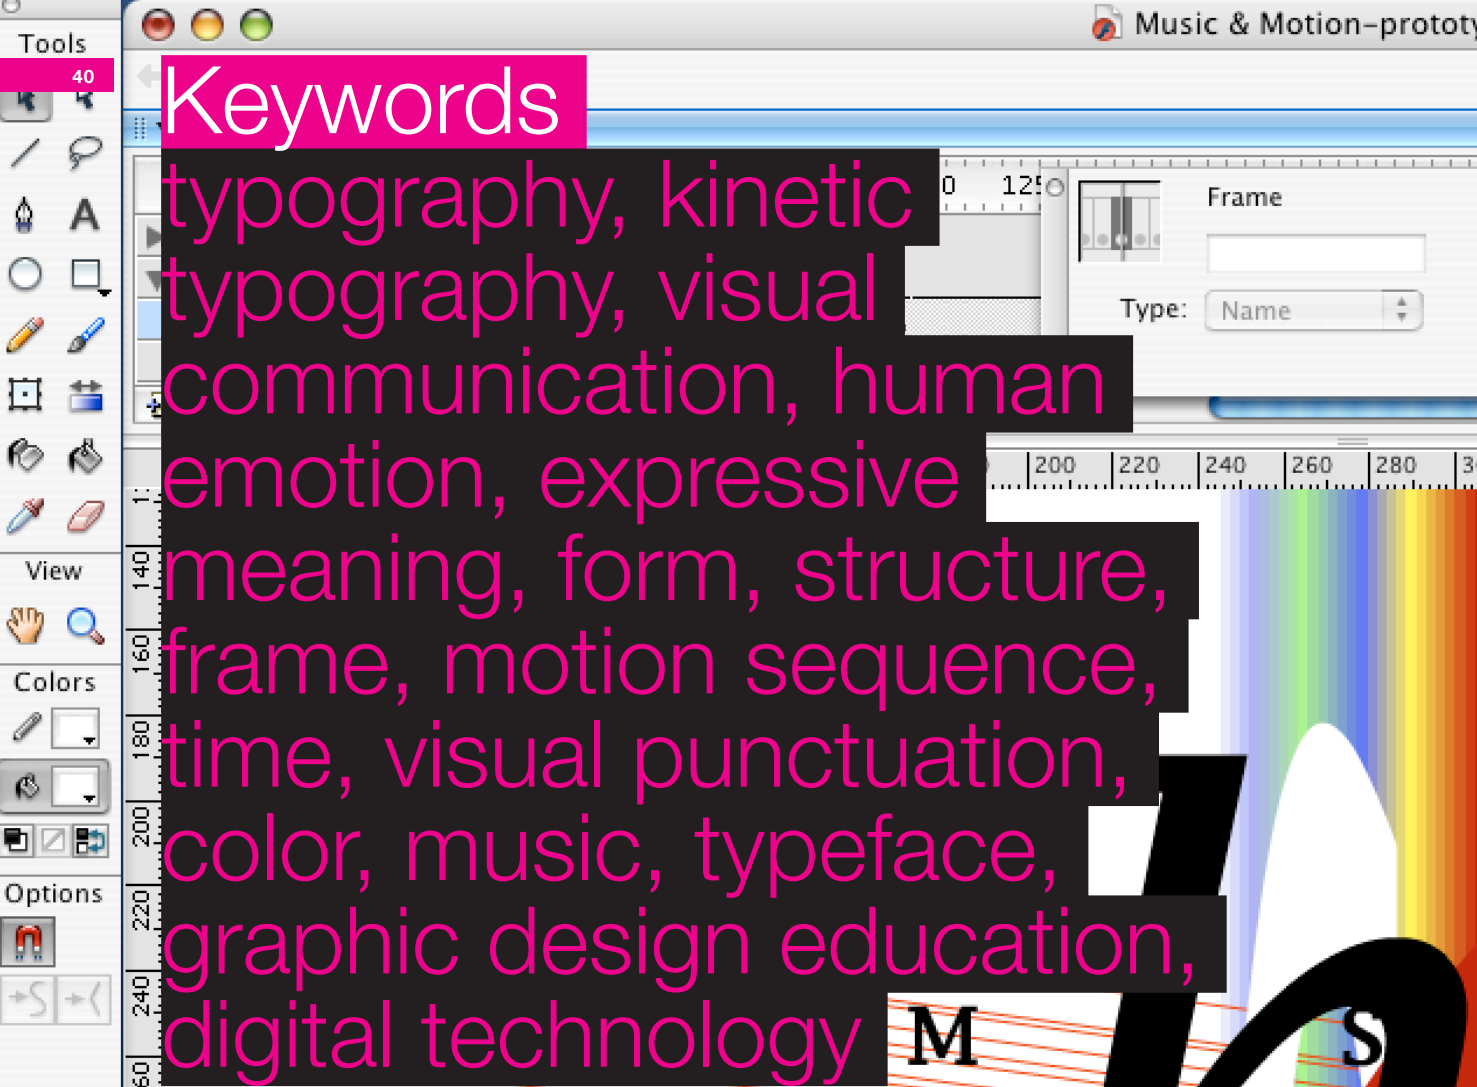 Tools
40
Music & Motion-prototy
Keywords
typography, kinetic
typography, visual
communication, human
emotion, expressive
meaning, form, structure,
frame, motion sequence,
time, visual punctuation,
color, music, typeface,
graphic design education,
digital technology
Frame
Type: Name
200 220 240 260 280
140
160
180
200
220
240
View
Colors
Options
A
M S
h